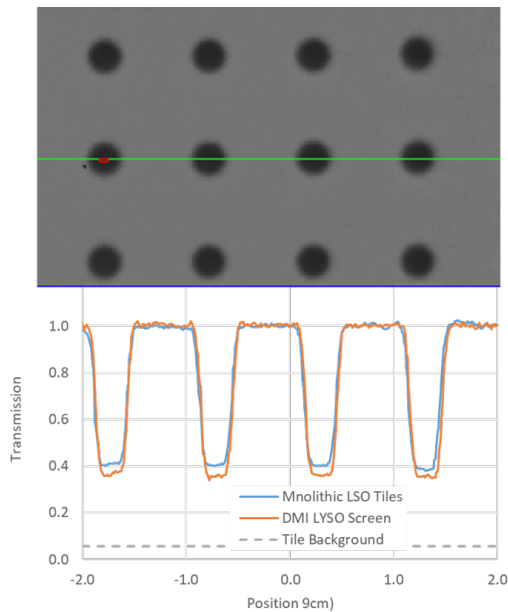 1.0
0.8
0.6
0.4
0.2
0.0
Transmission
Mnolithic LSO Tiles
DMI LYSO Screen
Tile Background
-2.0 -1.0 0.0 1.0 2.0
Position 9cm)